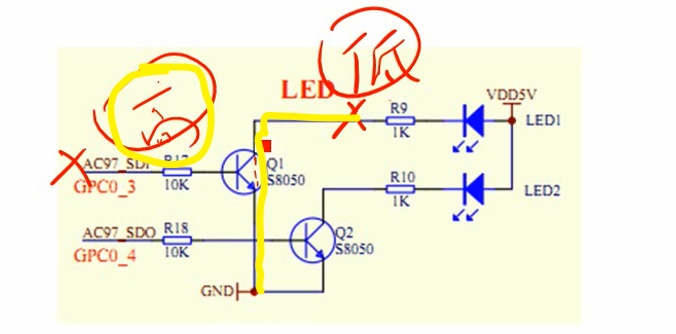 低
LED
VDD5V
R9
1K
LED1
AC97_SDI R17
Q1
S8050
GPC0_3
10K
R10
1K
LED2
AC97_SDO R18
Q2
S8050
GPC0_4
10K
GND